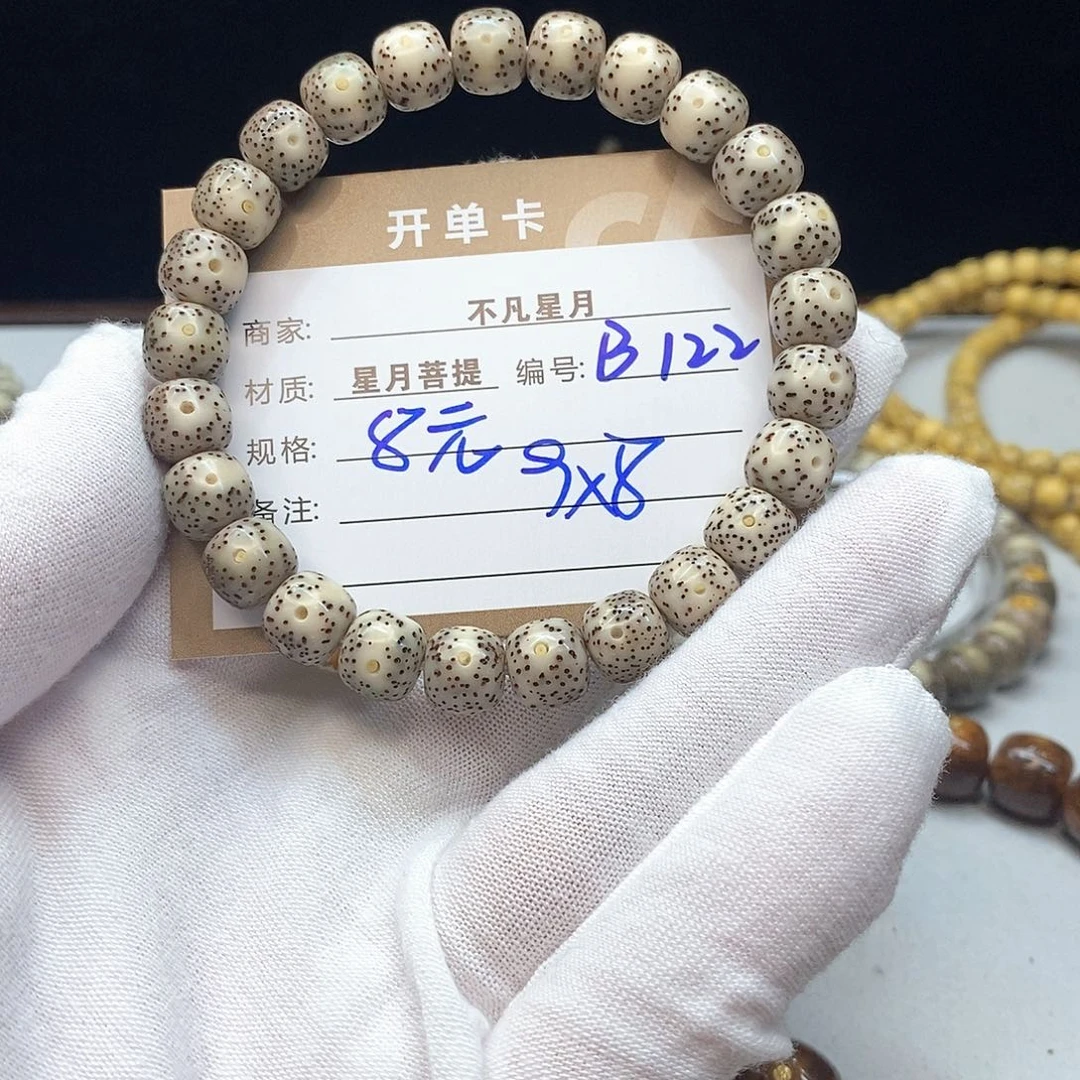 开单卡
商家: 不凡星月
材质: 星月菩提 编号: B122
规格: 8元 9x8
备注: